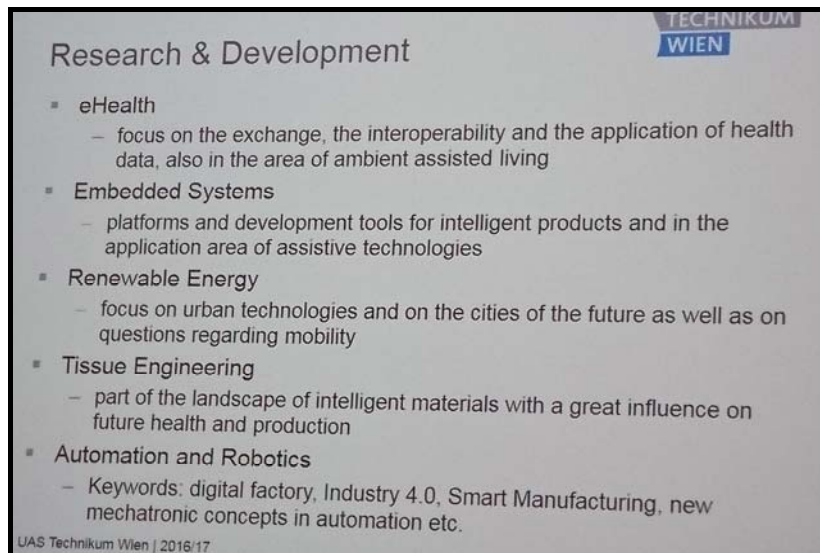 TECHNIKUM
WIEN
Research & Development
▪ eHealth
– focus on the exchange, the interoperability and the application of health
data, also in the area of ambient assisted living
▪ Embedded Systems
– platforms and development tools for intelligent products and in the
application area of assistive technologies
▪ Renewable Energy
– focus on urban technologies and on the cities of the future as well as on
questions regarding mobility
▪ Tissue Engineering
– part of the landscape of intelligent materials with a great influence on
future health and production
▪ Automation and Robotics
– Keywords: digital factory, Industry 4.0, Smart Manufacturing, new
mechatronic concepts in automation etc.
UAS Technikum Wien | 2016/17